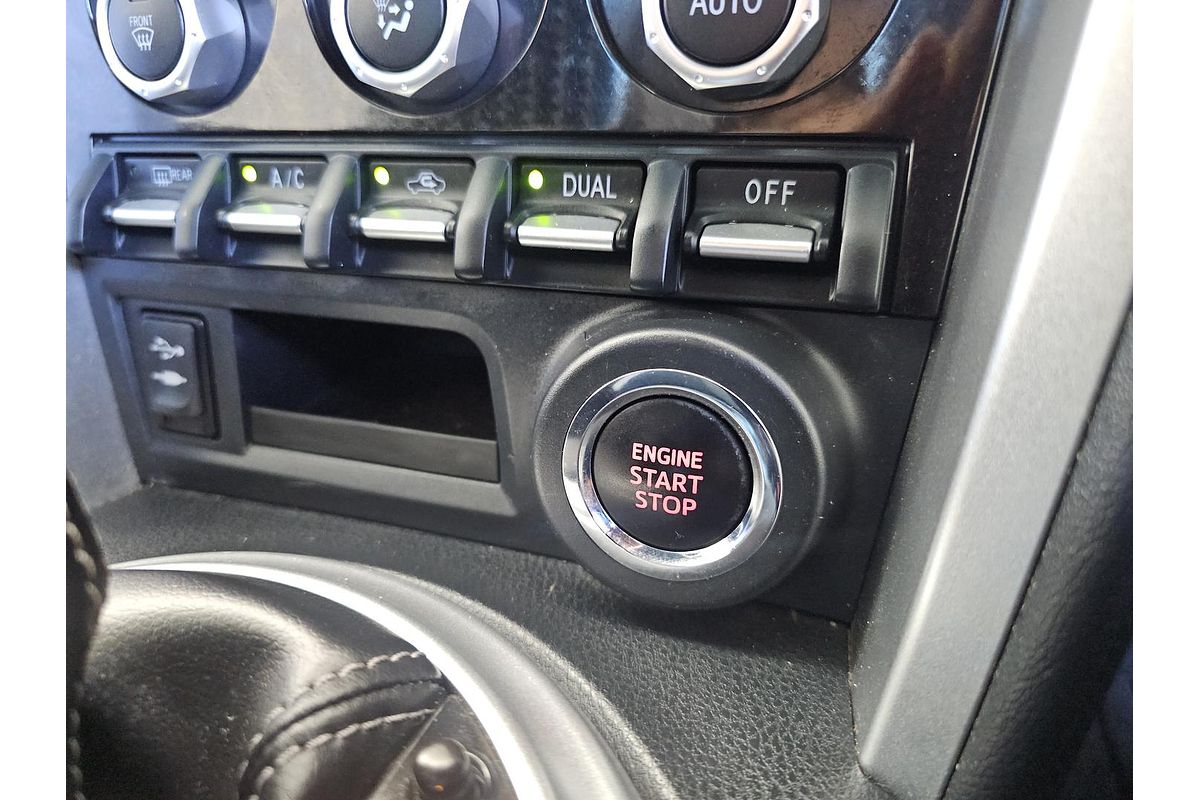 FRONT
AUTO
REAR
A/C
DUAL
OFF
ENGINE
START
STOP